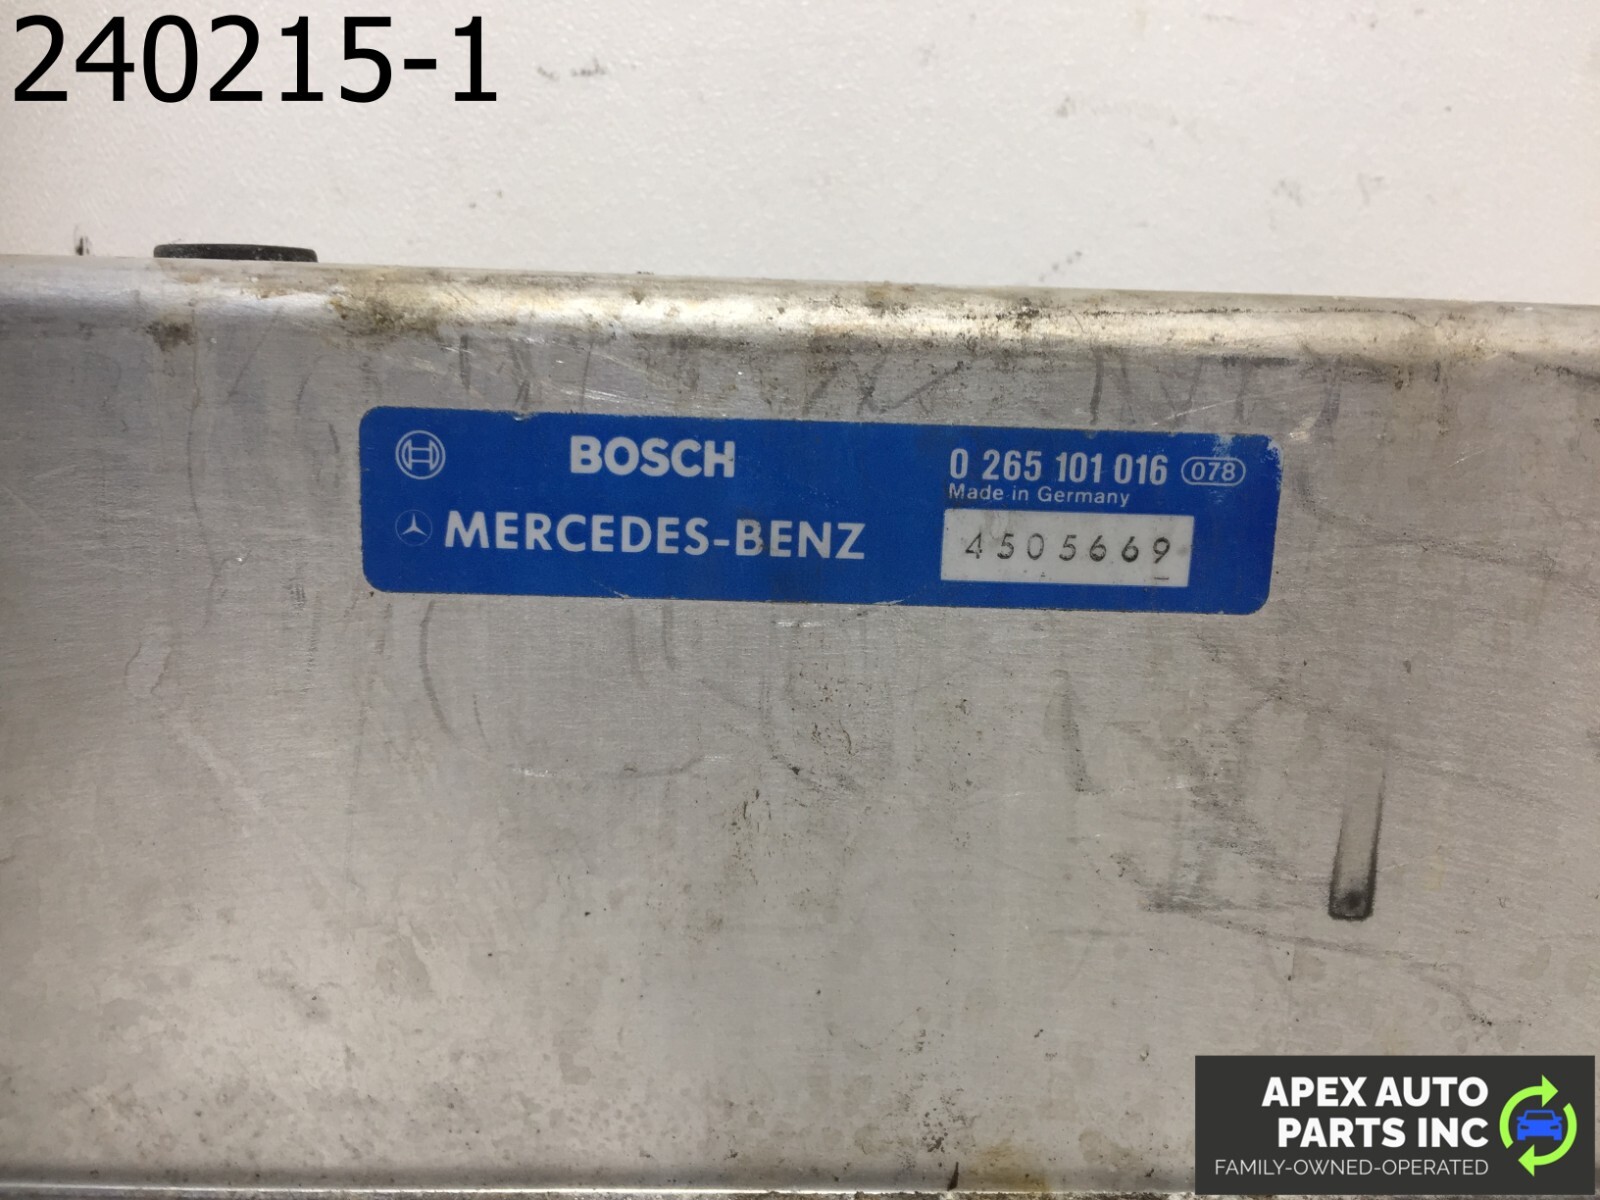 240215-1
BOSCH
0 265 101 016 078
Made in Germany
MERCEDES-BENZ
4505669
APEX AUTO
PARTS INC
FAMILY-OWNED-OPERATED